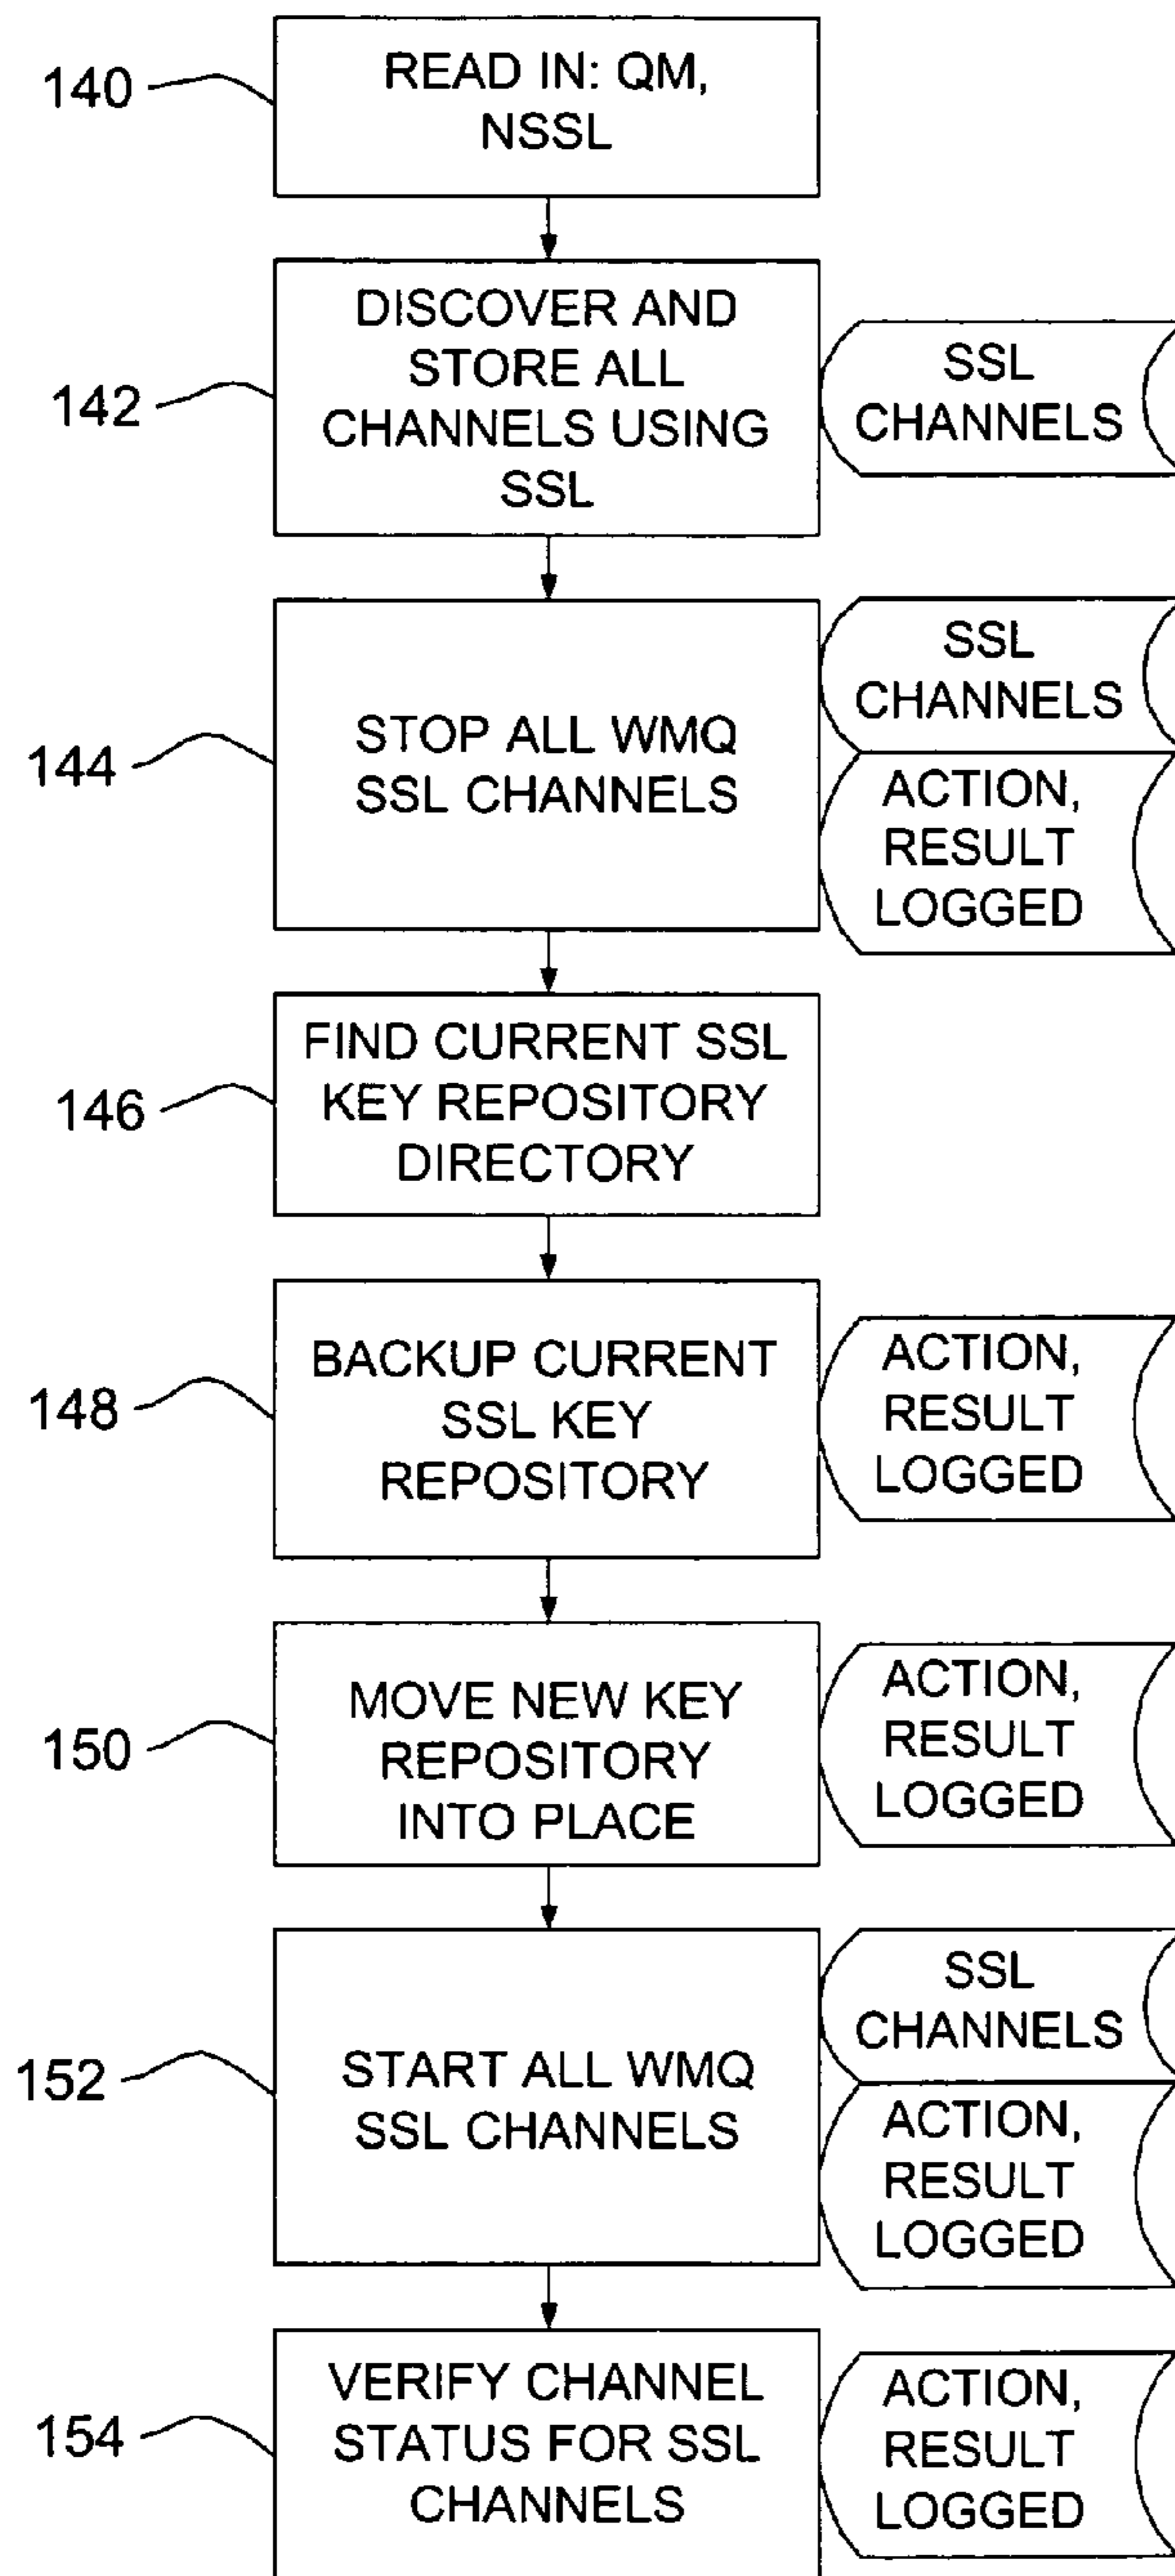 140
READ IN: QM,
NSSL
142
DISCOVER AND
STORE ALL
CHANNELS USING
SSL
SSL
CHANNELS
144
STOP ALL WMQ
SSL CHANNELS
SSL
CHANNELS
ACTION,
RESULT
LOGGED
146
FIND CURRENT SSL
KEY REPOSITORY
DIRECTORY
148
BACKUP CURRENT
SSL KEY
REPOSITORY
ACTION,
RESULT
LOGGED
150
MOVE NEW KEY
REPOSITORY
INTO PLACE
ACTION,
RESULT
LOGGED
152
START ALL WMQ
SSL CHANNELS
SSL
CHANNELS
ACTION,
RESULT
LOGGED
154
VERIFY CHANNEL
STATUS FOR SSL
CHANNELS
ACTION,
RESULT
LOGGED